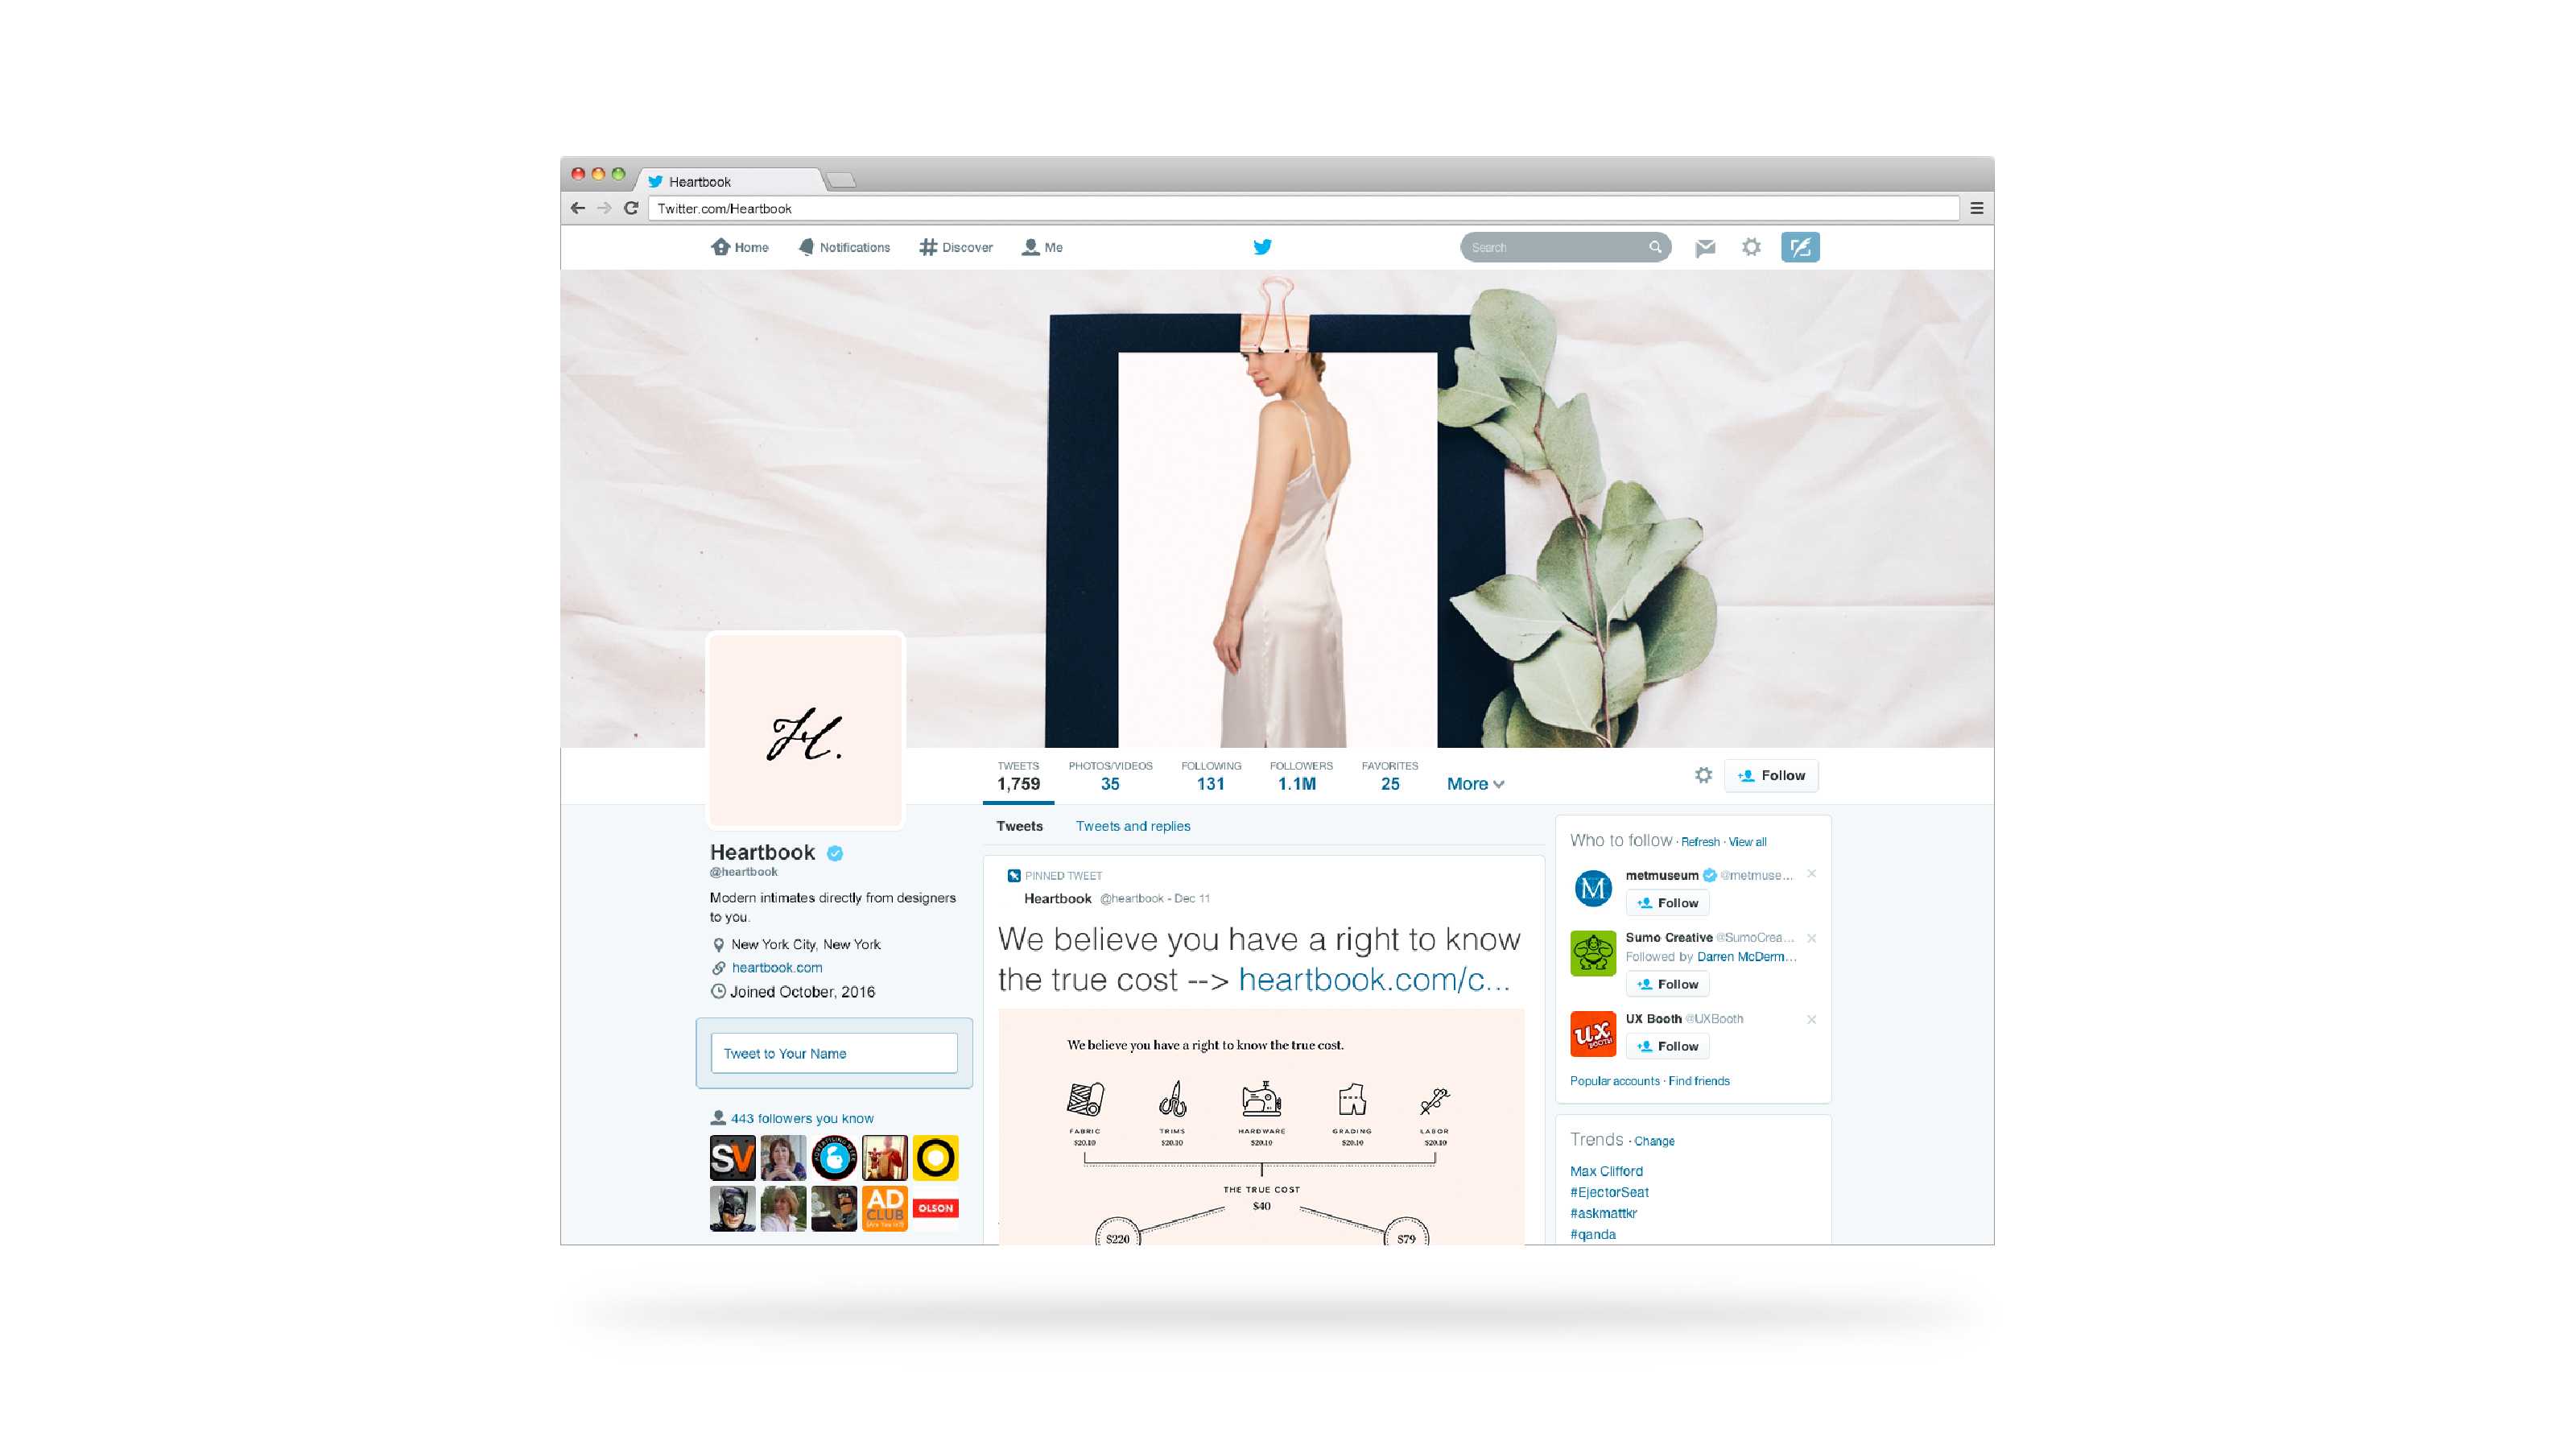 Heartbook
Twitter.com/Heartbook
Home Notifications Discover Me Search
H.
TWEETS PHOTOS/VIDEOS FOLLOWING FOLLOWERS FAVORITES
1,759 35 131 1.1M 25 More
Follow
Heartbook
@heartbook
Modern intimates directly from designers
to you.
New York City, New York
heartbook.com
Joined October, 2016
Tweet to Your Name
443 followers you know
SV
AD
CLUB
OLSON
Tweets Tweets and replies
PINNED TWEET
Heartbook @heartbook - Dec 11
We believe you have a right to know
the true cost --> heartbook.com/c...
We believe you have a right to know the true cost.
FABRIC TRIMS HARDWARE GRADING LABOR
$20.10 $20.10 $20.10 $20.10 $20.10
THE TRUE COST
$40
$220 $79
Who to follow · Refresh · View all
M
metmuseum @metmuse...
Follow
Sumo Creative @SumoCrea...
Followed by Darren McDerm...
Follow
ux
BOOTH
UX Booth @UXBooth
Follow
Popular accounts · Find friends
Trends · Change
Max Clifford
#EjectorSeat
#askmattkr
#qanda